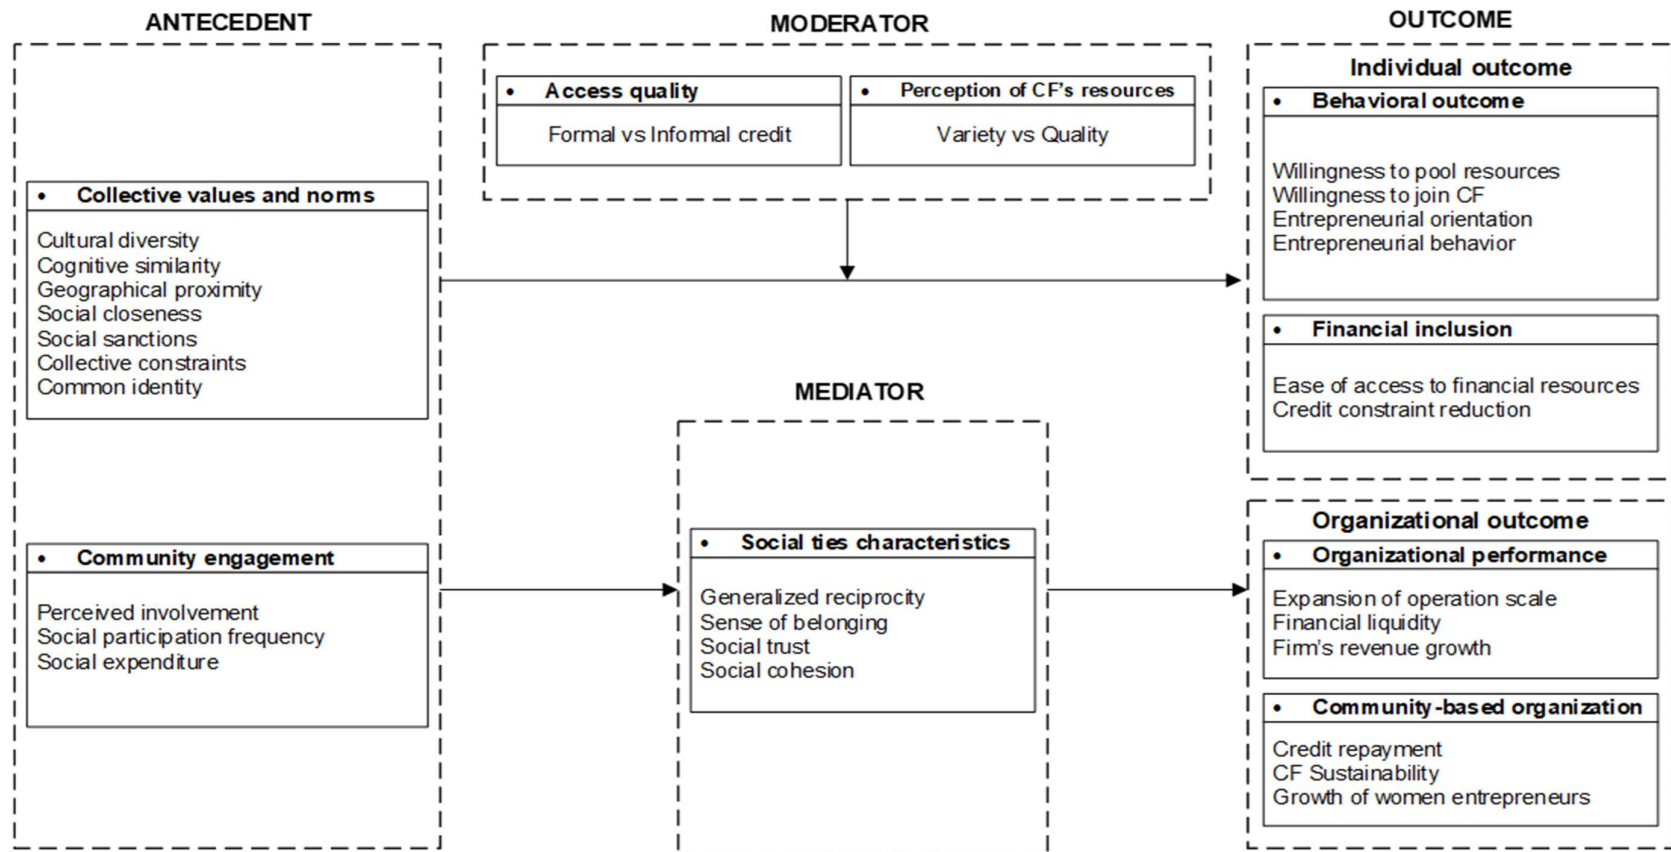 ANTECEDENT
MODERATOR
OUTCOME
• Access quality
Formal vs Informal credit
• Perception of CF's resources
Variety vs Quality
Individual outcome
• Behavioral outcome
Willingness to pool resources
Willingness to join CF
Entrepreneurial orientation
Entrepreneurial behavior
• Collective values and norms
Cultural diversity
Cognitive similarity
Geographical proximity
Social closeness
Social sanctions
Collective constraints
Common identity
• Financial inclusion
Ease of access to financial resources
Credit constraint reduction
MEDIATOR
• Community engagement
Perceived involvement
Social participation frequency
Social expenditure
• Social ties characteristics
Generalized reciprocity
Sense of belonging
Social trust
Social cohesion
Organizational outcome
• Organizational performance
Expansion of operation scale
Financial liquidity
Firm's revenue growth
• Community-based organization
Credit repayment
CF Sustainability
Growth of women entrepreneurs